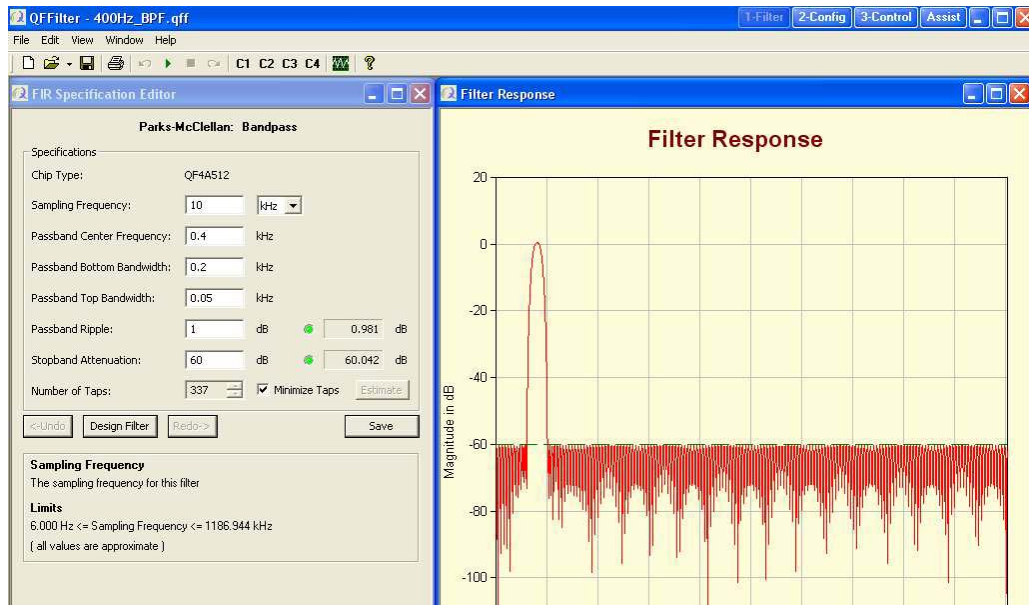 QFFilter - 400Hz_BPF.qff
1-Filter 2-Config 3-Control Assist
File Edit View Window Help
C1 C2 C3 C4
FIR Specification Editor
Parks-McClellan: Bandpass
Specifications
Chip Type: QF4A512
Sampling Frequency: 10 kHz
Passband Center Frequency: 0.4 kHz
Passband Bottom Bandwidth: 0.2 kHz
Passband Top Bandwidth: 0.05 kHz
Passband Ripple: 1 dB 0.981 dB
Stopband Attenuation: 60 dB 60.042 dB
Number of Taps: 337 Minimize Taps Estimate
<-Undo Design Filter Redo-> Save
Sampling Frequency
The sampling frequency for this filter
Limits
6.000 Hz <= Sampling Frequency <= 1186.944 kHz
( all values are approximate )
Filter Response
Filter Response
Magnitude in dB
20
0
-20
-40
-60
-80
-100